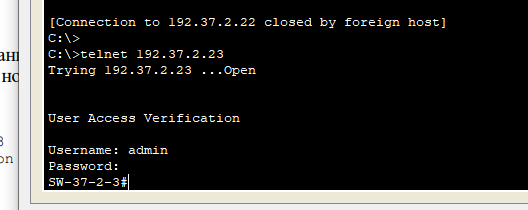 [Connection to 192.37.2.22 closed by foreign host]
C:\>
C:\>telnet 192.37.2.23
Trying 192.37.2.23 ...Open
User Access Verification
Username: admin
Password:
SW-37-2-3#